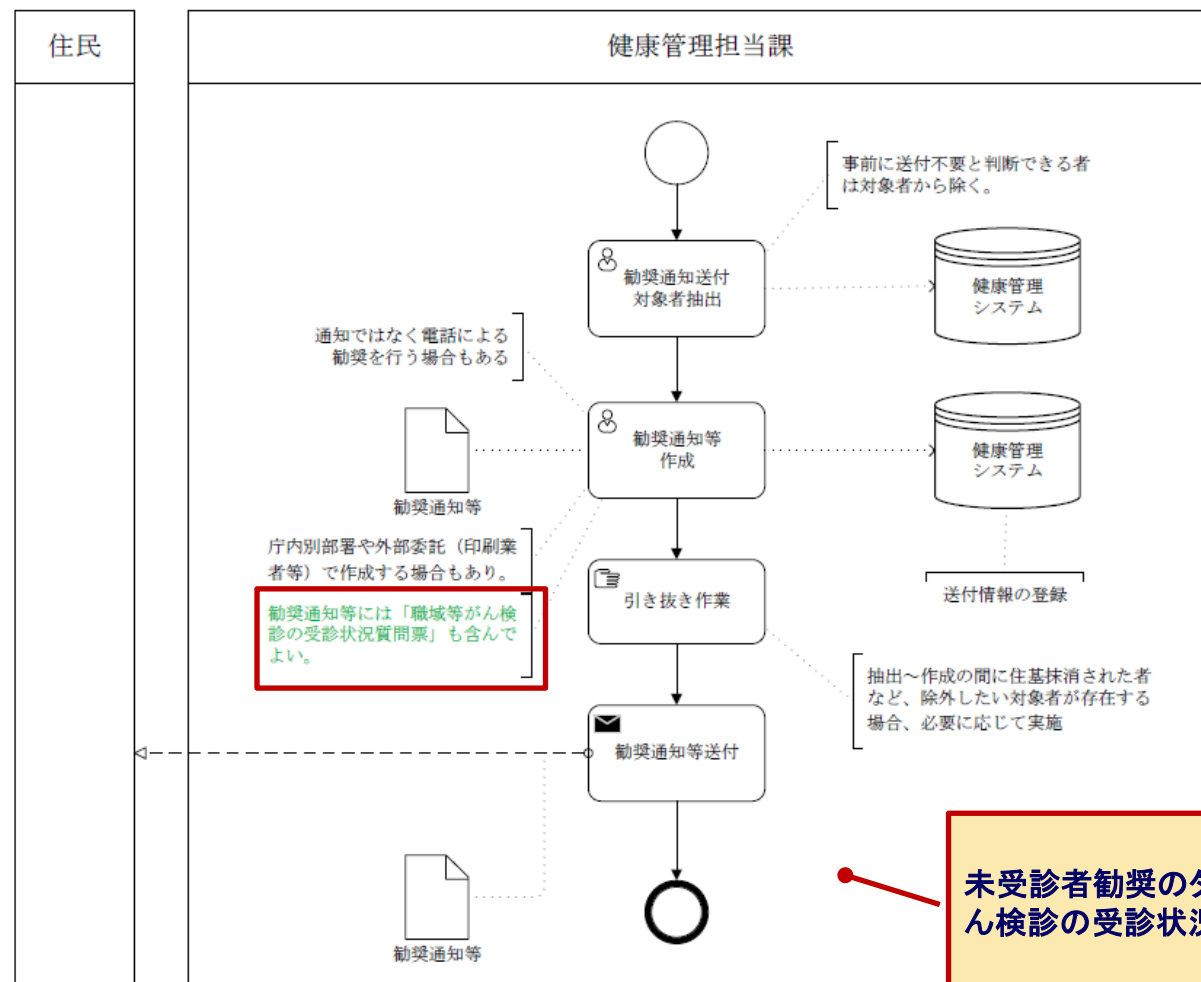 住民
健康管理担当課
事前に送付不要と判断できる者
は対象者から除く。
勧奨通知送付
対象者抽出
健康管理
システム
通知ではなく電話による
勧奨を行う場合もある
勧奨通知等
作成
健康管理
システム
勧奨通知等
庁内別部署や外部委託（印刷業
者等）で作成する場合もあり。
勧奨通知等には「職域等がん検
診の受診状況質問票」も含んで
よい。
引き抜き作業
送付情報の登録
抽出～作成の間に住基抹消された者
など、除外したい対象者が存在する
場合、必要に応じて実施
勧奨通知等送付
勧奨通知等
未受診者勧奨の
ん検診の受診状